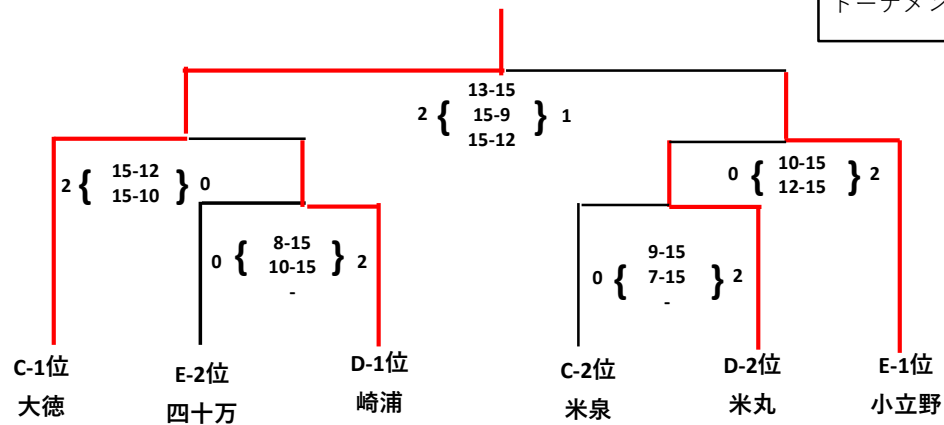 トーナメン
13-15
2 { 15-9 } 1
15-12
15-12
2 { 15-10 } 0
10-15
0 { 12-15 } 2
8-15
0 { 10-15 } 2
-
9-15
0 { 7-15 } 2
-
C-1位 E-2位 D-1位 C-2位 D-2位 E-1位
大徳 四十万 崎浦 米泉 米丸 小立野